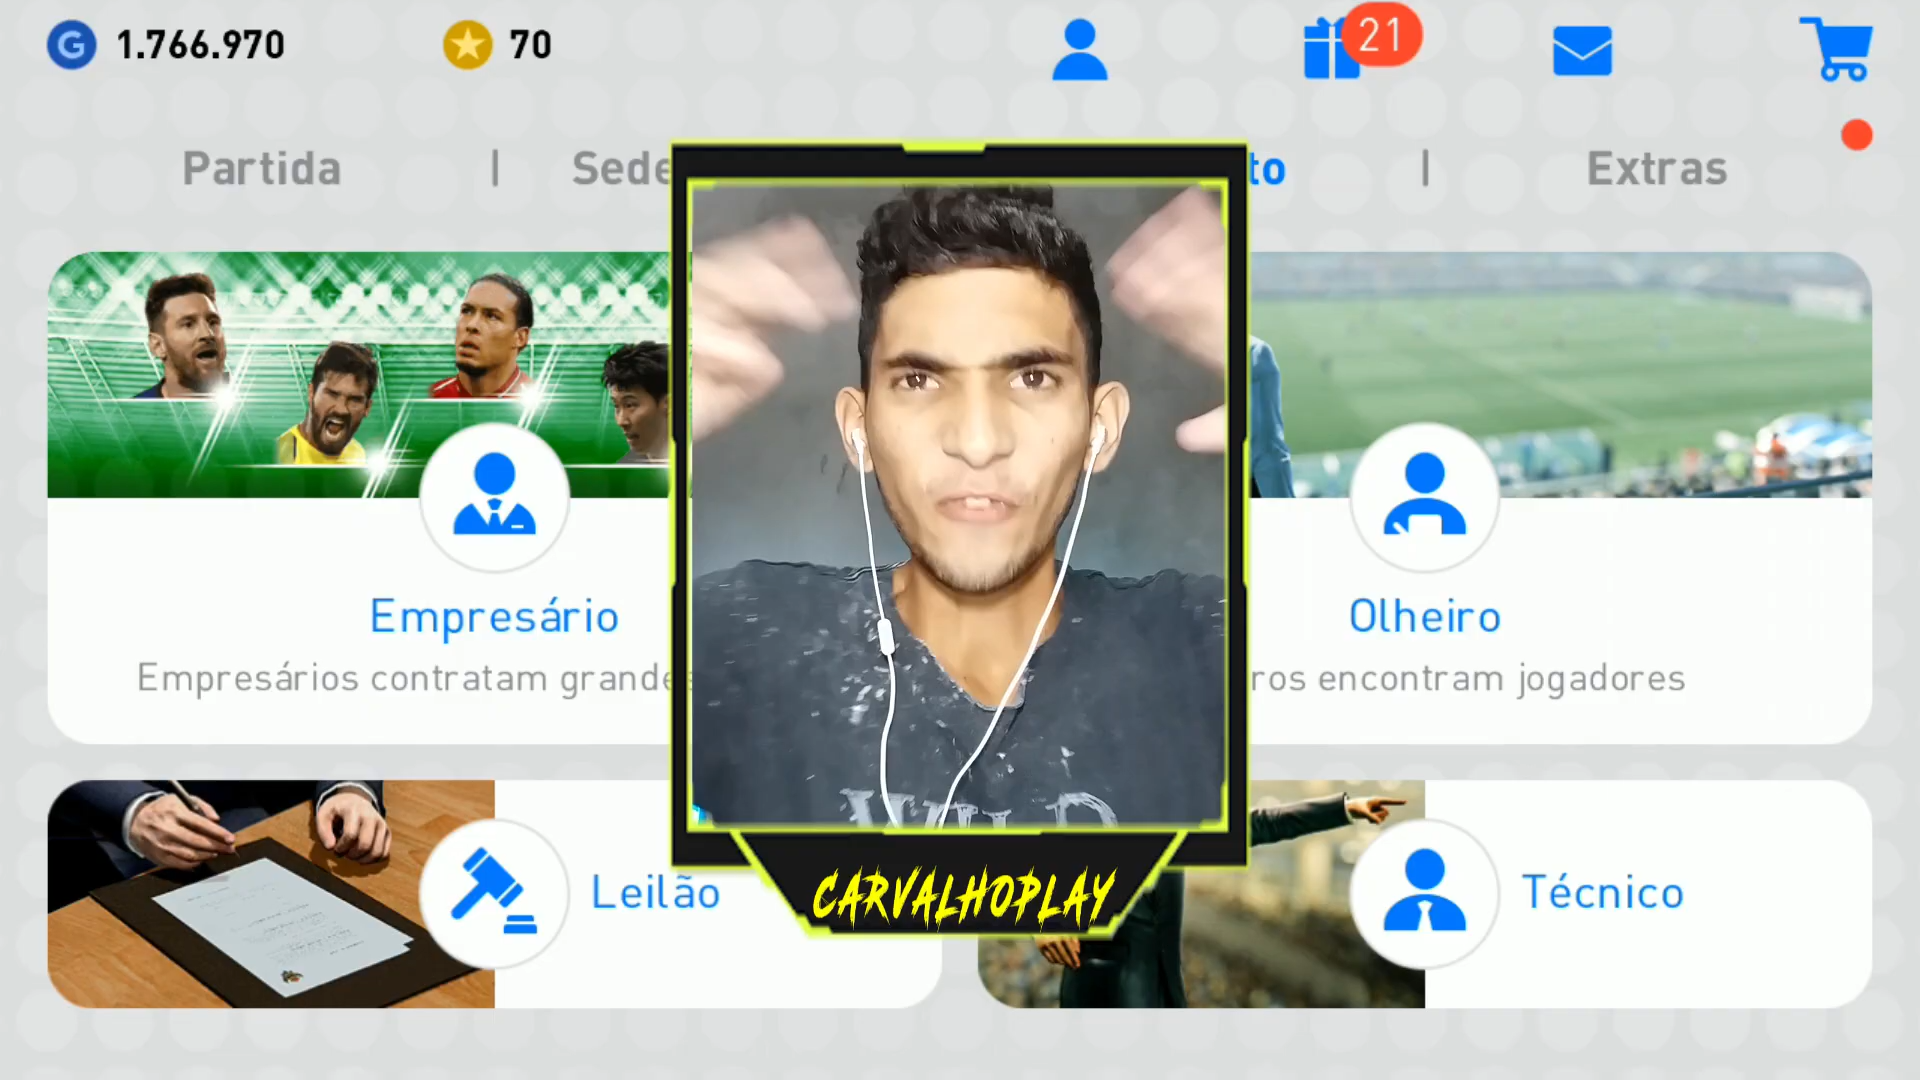 1.766.970
70
21
Partida
Sede
to
Extras
Empresário
Empresários contratam grande
Olheiro
ros encontram jogadores
CARVALHOPLAY
Leilão
Técnico